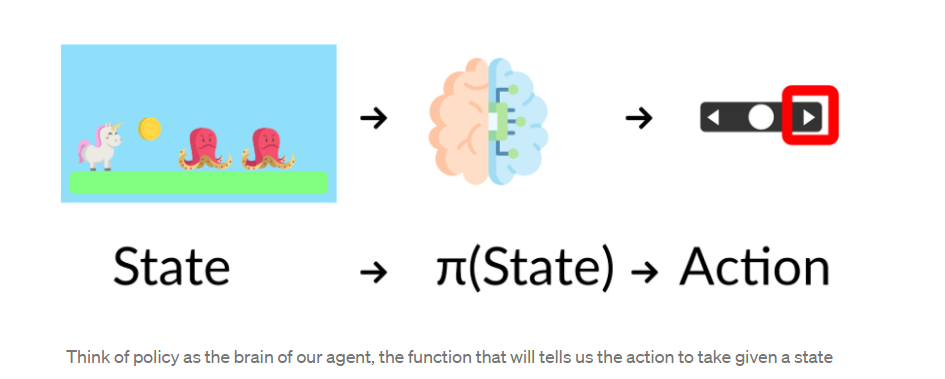 State → π(State) → Action
Think of policy as the brain of our agent, the function that will tells us the action to take given a state